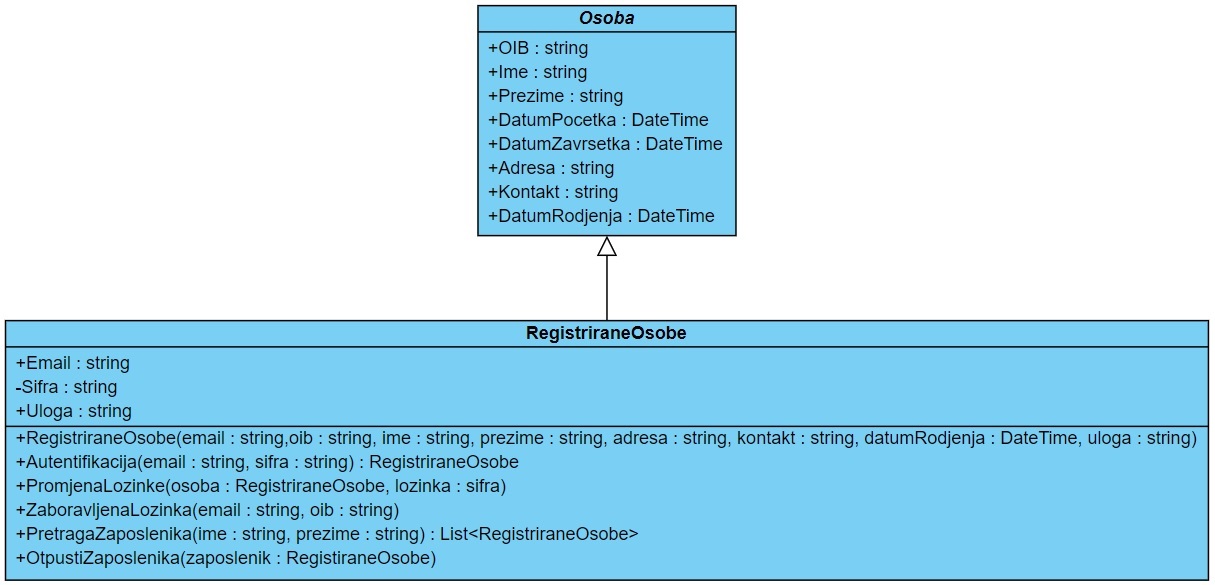 Osoba
+OIB : string
+Ime : string
+Prezime : string
+DatumPocetka : DateTime
+DatumZavrsetka : DateTime
+Adresa : string
+Kontakt : string
+DatumRodjenja : DateTime
RegistriraneOsobe
+Email : string
-Sifra : string
+Uloga : string
+RegistriraneOsobe(email : string,oib : string, ime : string, prezime : string, adresa : string, kontakt : string, datumRodjenja : DateTime, uloga : string)
+Autentifikacija(email : string, sifra : string) : RegistriraneOsobe
+PromjenaLozinke(osoba : RegistriraneOsobe, lozinka : sifra)
+ZaboravljenaLozinka(email : string, oib : string)
+PretragaZaposlenika(ime : string, prezime : string) : List<RegistriraneOsobe>
+OtpustiZaposlenika(zaposlenik : RegistiraneOsobe)